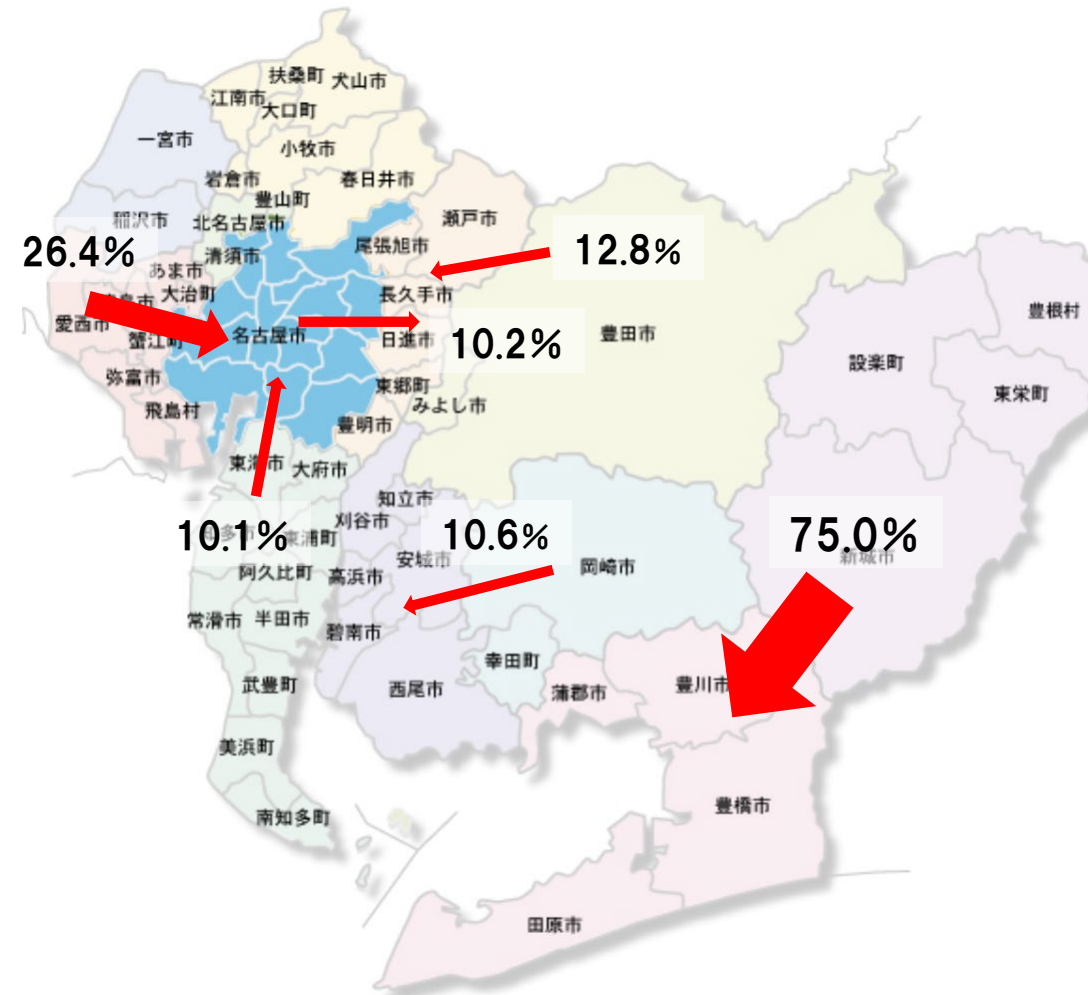 扶桑町
犬山市
江南市
大口町
一宮市
小牧市
岩倉市
春日井市
豊山町
稲沢市
北名古屋市
瀬戸市
尾張旭市
清須市
26.4%
12.8%
あま市
大治町
長久手市
豊根村
愛西市
名古屋市
豊田市
蟹江町
日進市
10.2%
設楽町
弥富市
東郷町
東栄町
みよし市
飛島村
豊明市
東海市
大府市
知立市
刈谷市
10.1%
10.6%
75.0%
東浦町
安城市
新城市
阿久比町
高浜市
岡崎市
常滑市
半田市
碧南市
幸田町
武豊町
西尾市
蒲郡市
豊川市
美浜町
豊橋市
南知多町
田原市